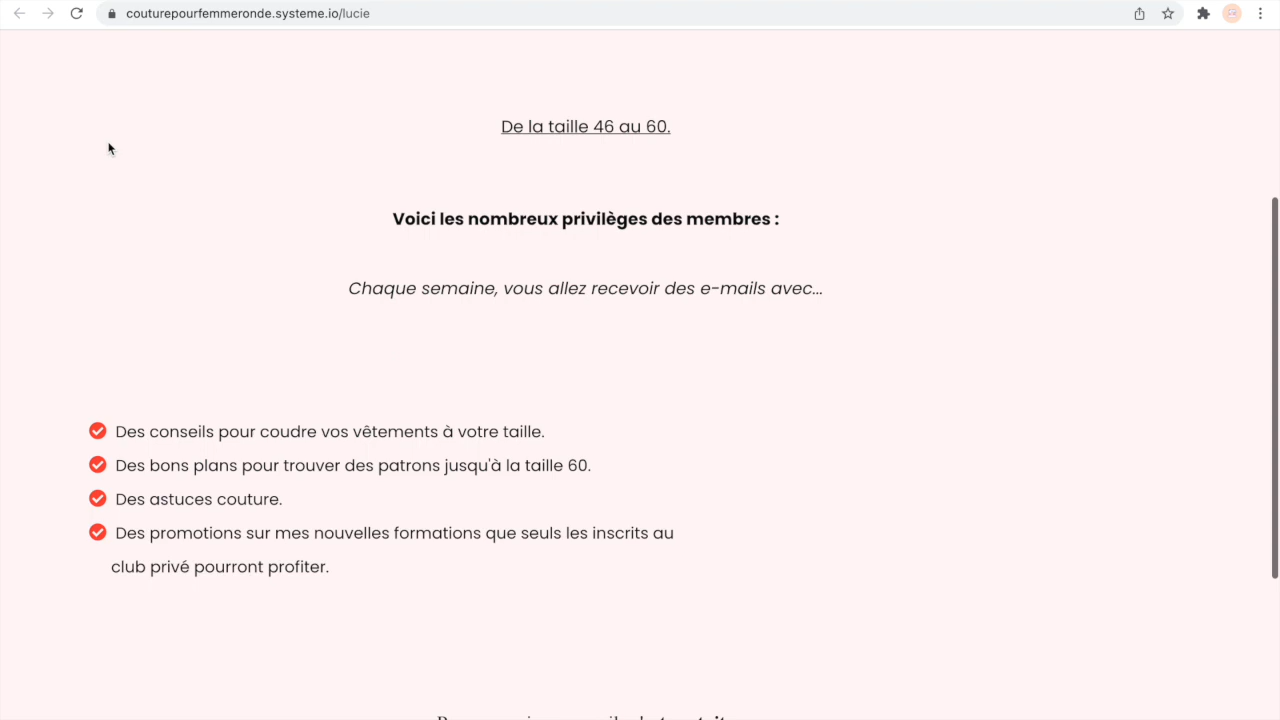 couturepourfemmeronde.systeme.io/lucie
De la taille 46 au 60.
Voici les nombreux privilèges des membres :
Chaque semaine, vous allez recevoir des e-mails avec...
Des conseils pour coudre vos vêtements à votre taille.
Des bons plans pour trouver des patrons jusqu'à la taille 60.
Des astuces couture.
Des promotions sur mes nouvelles formations que seuls les inscrits au
club privé pourront profiter.